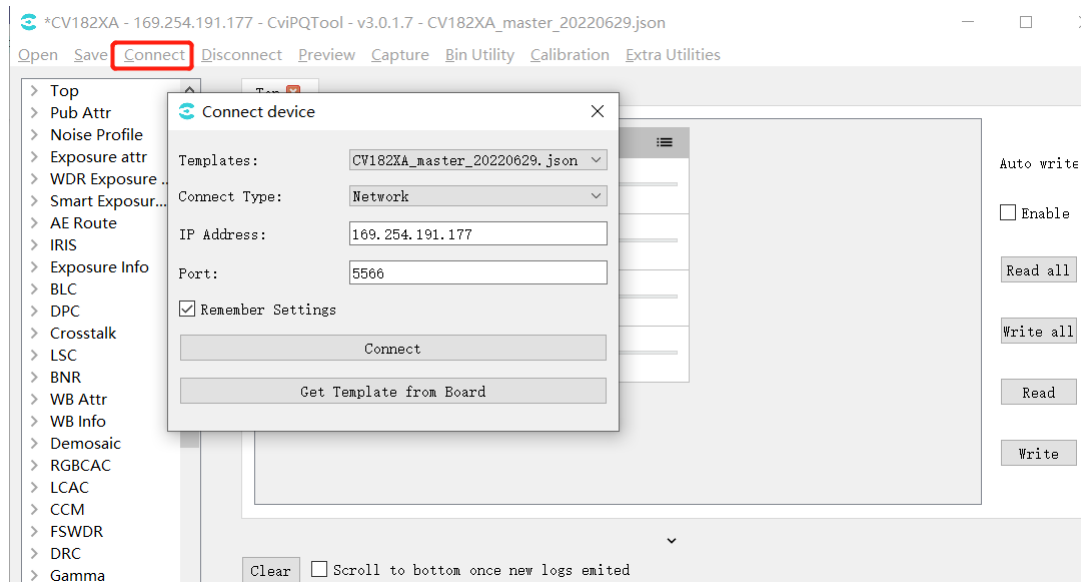 *CV182XA - 169.254.191.177 - CviPQTool - v3.0.1.7 - CV182XA_master_20220629.json
Open Save Connect Disconnect Preview Capture Bin Utility Calibration Extra Utilities
Top
Pub Attr
Noise Profile
Exposure attr
WDR Exposure ..
Smart Exposur...
AE Route
IRIS
Exposure Info
BLC
DPC
Crosstalk
LSC
BNR
WB Attr
WB Info
Demosaic
RGBCAC
LCAC
CCM
FSWDR
DRC
Gamma
Top
Connect device
Templates: CV182XA_master_20220629.json
Connect Type: Network
IP Address: 169.254.191.177
Port: 5566
Remember Settings
Connect
Get Template from Board
Auto write
Enable
Read all
Write all
Read
Write
Clear Scroll to bottom once new logs emited